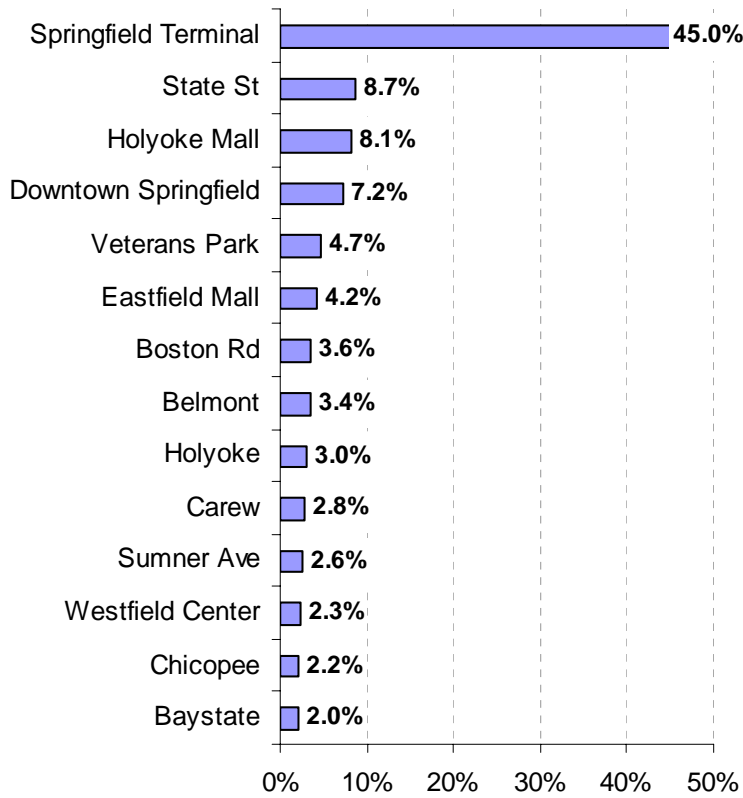 Springfield Terminal 45.0%
State St 8.7%
Holyoke Mall 8.1%
Downtown Springfield 7.2%
Veterans Park 4.7%
Eastfield Mall 4.2%
Boston Rd 3.6%
Belmont 3.4%
Holyoke 3.0%
Carew 2.8%
Sumner Ave 2.6%
Westfield Center 2.3%
Chicopee 2.2%
Baystate 2.0%
0% 10% 20% 30% 40% 50%